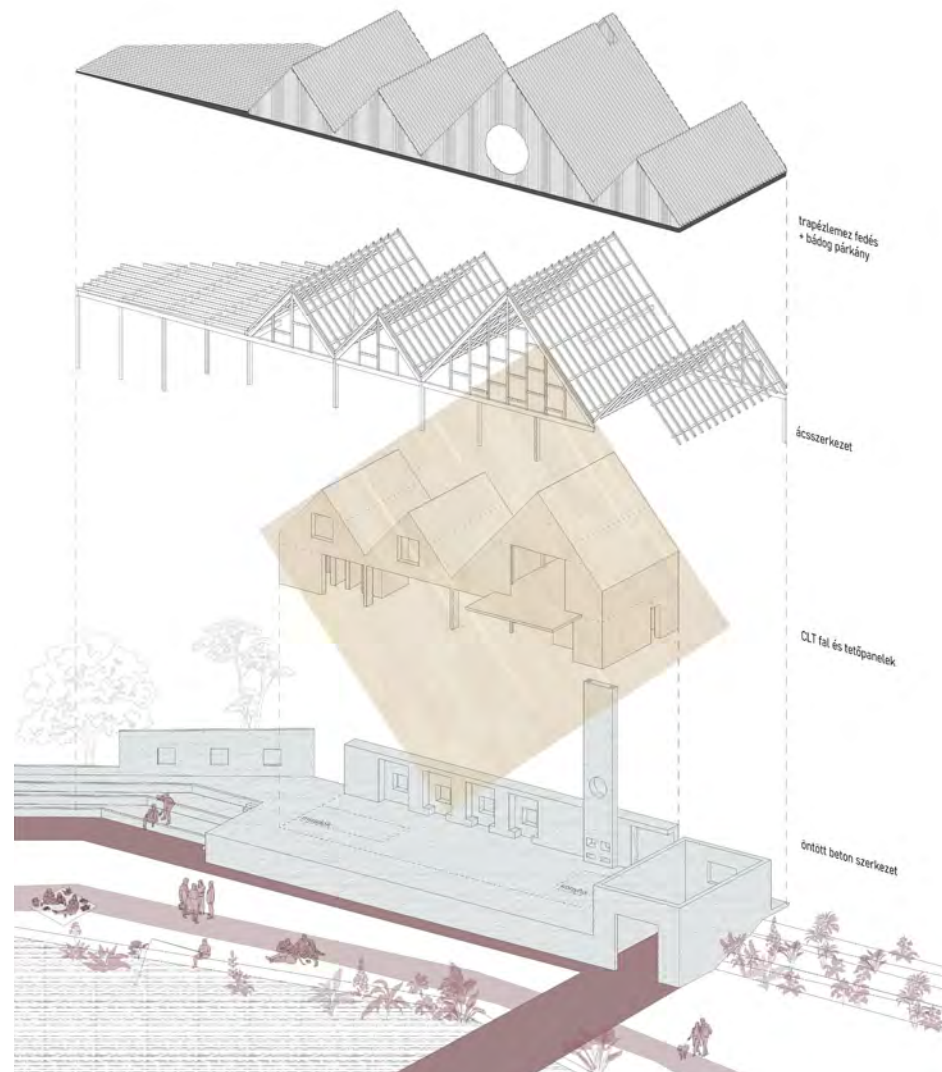 trapézlemez fedés
+ bádog párkány
ácsszerkezet
CLT fal és tetőpanelek
öntött beton szerkezet